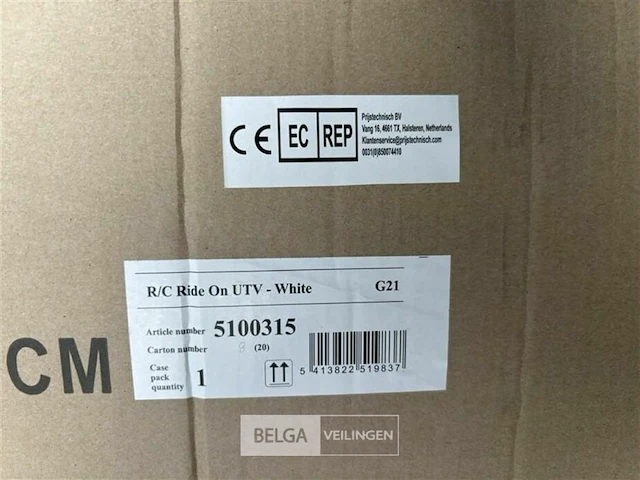 CE EC REP
Prijstechnisch BV
Vang 16, 4661 TX, Halsteren, Netherlands
Klantenservice@prijstechnisch.com
0031(0)850074410
R/C Ride On UTV - White G21
Article number 5100315
Carton number 9 (20)
Case pack quantity 1
5 413822 519837
CM
BELGA VEILINGEN